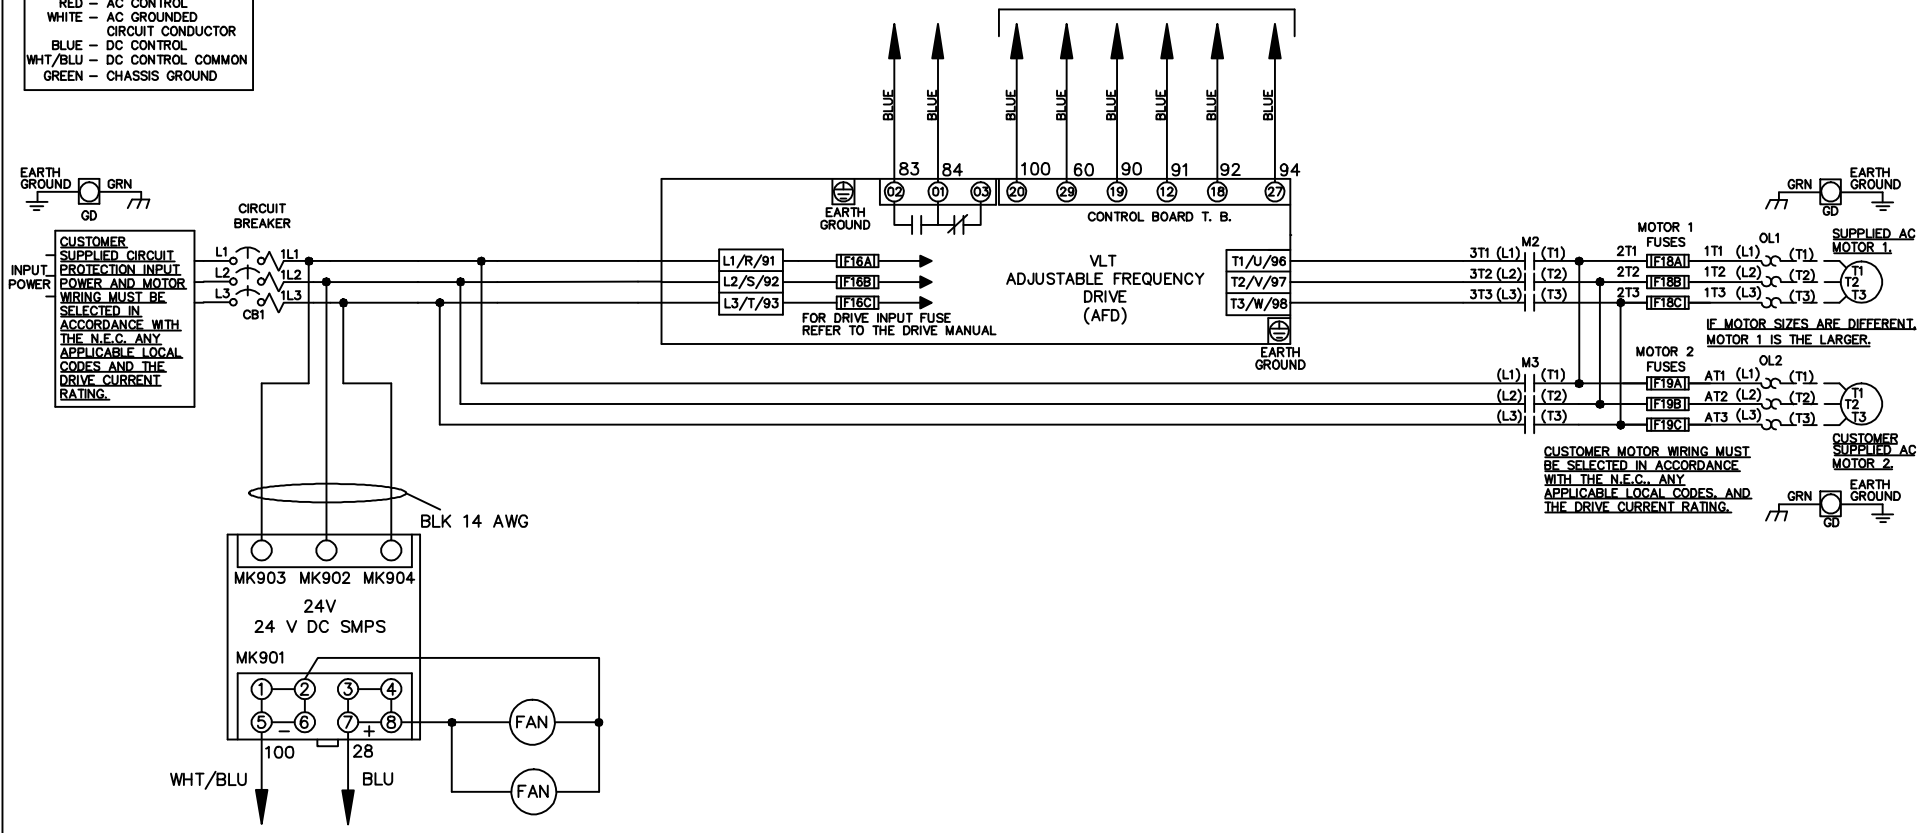 RED – AC CONTROL
WHITE – AC GROUNDED
CIRCUIT CONDUCTOR
BLUE – DC CONTROL
WHT/BLU – DC CONTROL COMMON
GREEN – CHASSIS GROUND
BLUE
BLUE
BLUE
BLUE
BLUE
BLUE
BLUE
BLUE
83
84
100
60
90
91
92
94
02
01
03
20
29
19
12
18
27
EARTH
GROUND
CONTROL BOARD T. B.
EARTH
GROUND
GRN
GD
CIRCUIT
BREAKER
INPUT
POWER
CUSTOMER
SUPPLIED CIRCUIT
PROTECTION INPUT
POWER AND MOTOR
WIRING MUST BE
SELECTED IN
ACCORDANCE WITH
THE N.E.C. ANY
APPLICABLE LOCAL
CODES AND THE
DRIVE CURRENT
RATING.
L1
1L1
L2
1L2
L3
1L3
CB1
L1/R/91
L2/S/92
L3/T/93
F16A
F16B
F16C
FOR DRIVE INPUT FUSE
REFER TO THE DRIVE MANUAL
VLT
ADJUSTABLE FREQUENCY
DRIVE
(AFD)
T1/U/96
T2/V/97
T3/W/98
EARTH
GROUND
M2
3T1 (L1) (T1)
3T2 (L2) (T2)
3T3 (L3) (T3)
MOTOR 1
FUSES
2T1 F18A 1T1 (L1) (T1)
2T2 F18B 1T2 (L2) (T2)
2T3 F18C 1T3 (L3) (T3)
OL1
GRN
EARTH
GROUND
GD
SUPPLIED AC
MOTOR 1.
T1
T2
T3
IF MOTOR SIZES ARE DIFFERENT,
MOTOR 1 IS THE LARGER.
M3
(L1) (T1)
(L2) (T2)
(L3) (T3)
MOTOR 2
FUSES
OL2
F19A AT1 (L1) (T1)
F19B AT2 (L2) (T2)
F19C AT3 (L3) (T3)
T1
T2
T3
CUSTOMER
SUPPLIED AC
MOTOR 2.
CUSTOMER MOTOR WIRING MUST
BE SELECTED IN ACCORDANCE
WITH THE N.E.C., ANY
APPLICABLE LOCAL CODES, AND
THE DRIVE CURRENT RATING.
GRN
EARTH
GROUND
GD
BLK 14 AWG
MK903 MK902 MK904
24V
24 V DC SMPS
MK901
1 2 3 4
5 6 7 8
– +
100
28
WHT/BLU
BLU
FAN
FAN